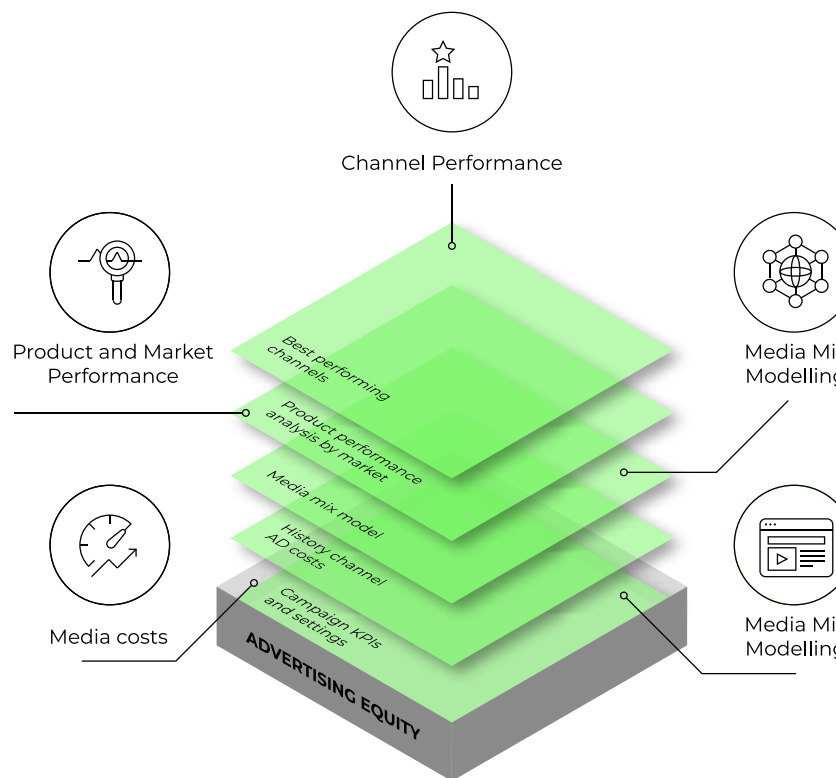 Channel Performance
Product and Market
Performance
Media Mi
Modelling
Best performing
channels
Product performance
analysis by market
Media mix model
History channel
AD costs
Campaign KPIs
and settings
Media costs
Media Mi
Modelling
ADVERTISING EQUITY